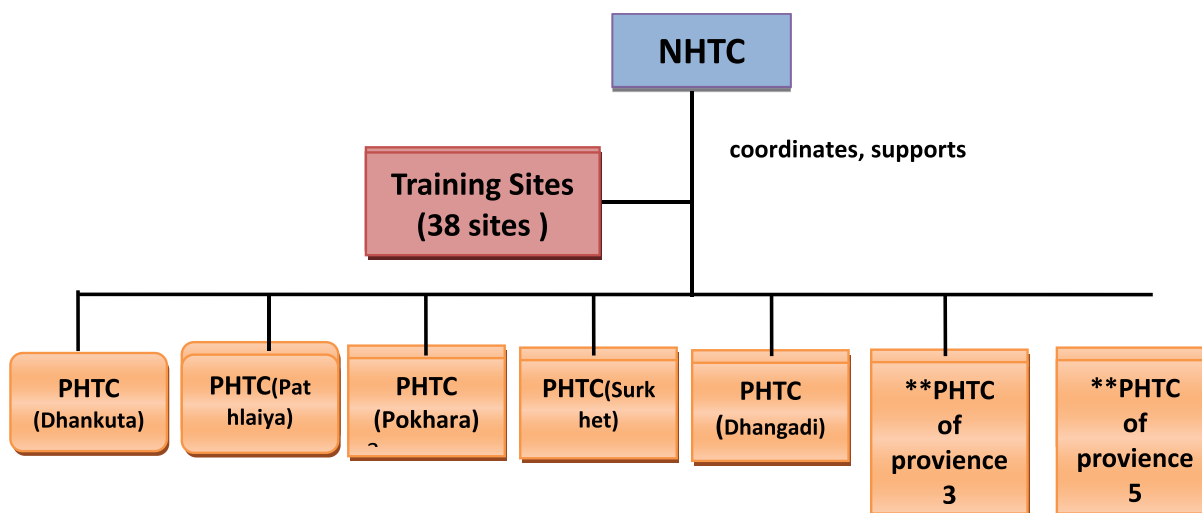 NHTC
coordinates, supports
Training Sites
(38 sites )
PHTC
(Dhankuta)
PHTC(Pat
hlaiya)
PHTC
(Pokhara)
PHTC(Surk
het)
PHTC
(Dhangadi)
**PHTC
of
provience
3
**PHTC
of
provience
5